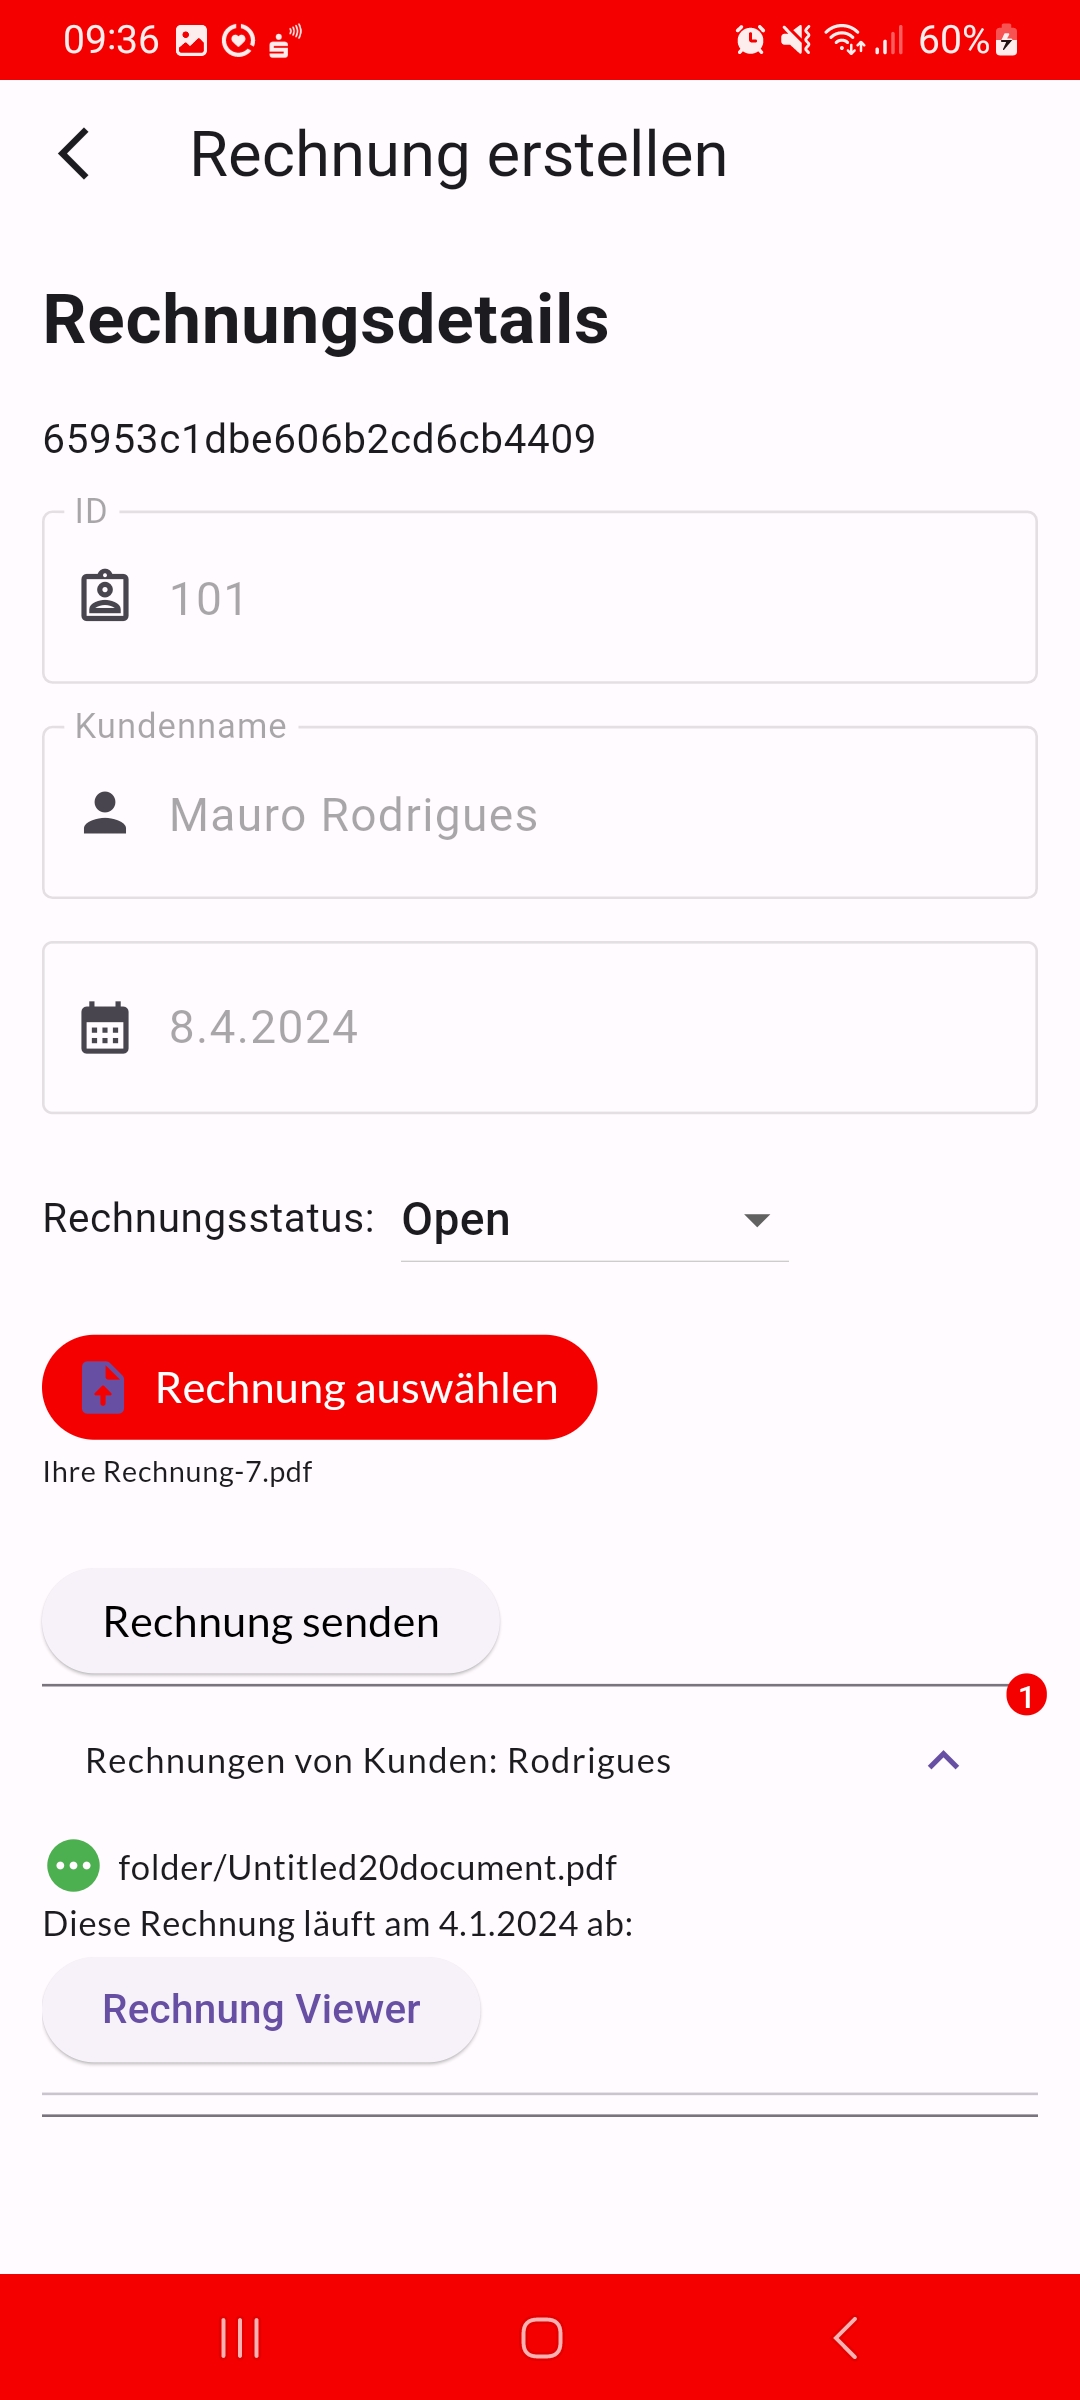 09:36
60%
Rechnung erstellen
Rechnungsdetails
65953c1dbe606b2cd6cb4409
ID
101
Kundenname
Mauro Rodrigues
8.4.2024
Rechnungsstatus: Open
Rechnung auswählen
Ihre Rechnung-7.pdf
Rechnung senden
1
Rechnungen von Kunden: Rodrigues
folder/Untitled20document.pdf
Diese Rechnung läuft am 4.1.2024 ab:
Rechnung Viewer